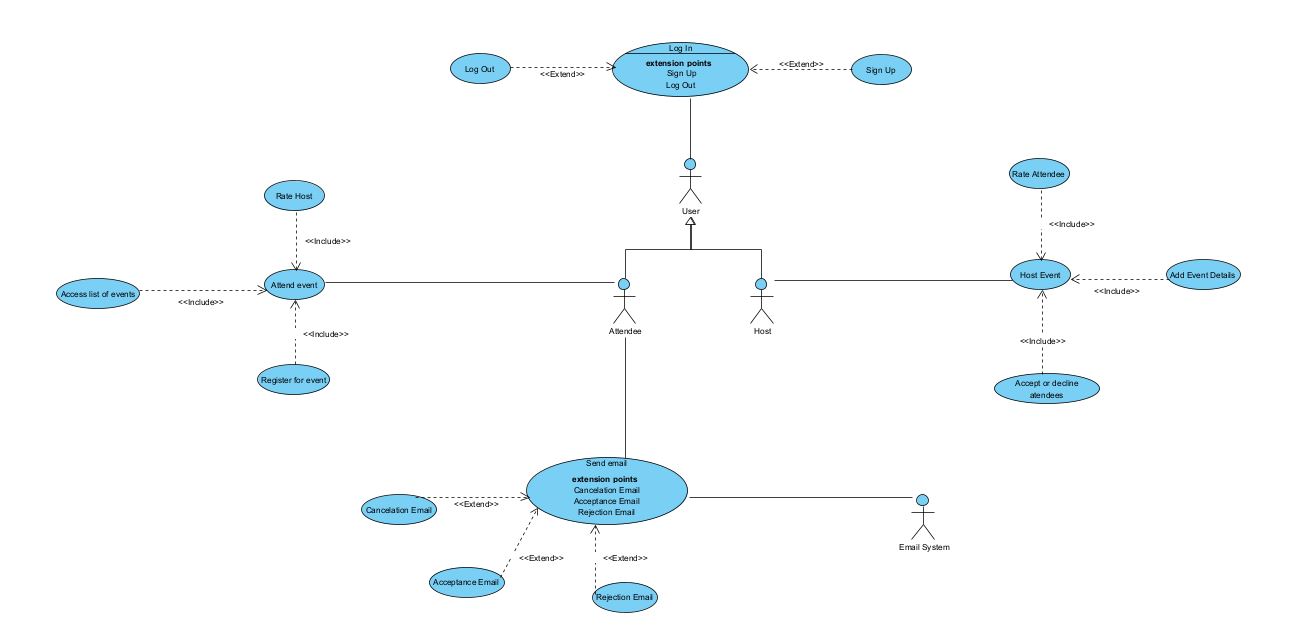 Log In
extension points
Sign Up
Log Out
Log Out
<<Extend>>
<<Extend>>
Sign Up
User
Rate Host
<<Include>>
Access list of events
<<Include>>
Attend event
<<Include>>
Register for event
Attendee
Host
Rate Attendee
<<Include>>
Host Event
Add Event Details
<<Include>>
<<Include>>
Accept or decline
atendees
Send email
extension points
Cancelation Email
Acceptance Email
Rejection Email
Cancelation Email
<<Extend>>
Acceptance Email
<<Extend>>
<<Extend>>
Rejection Email
Email System